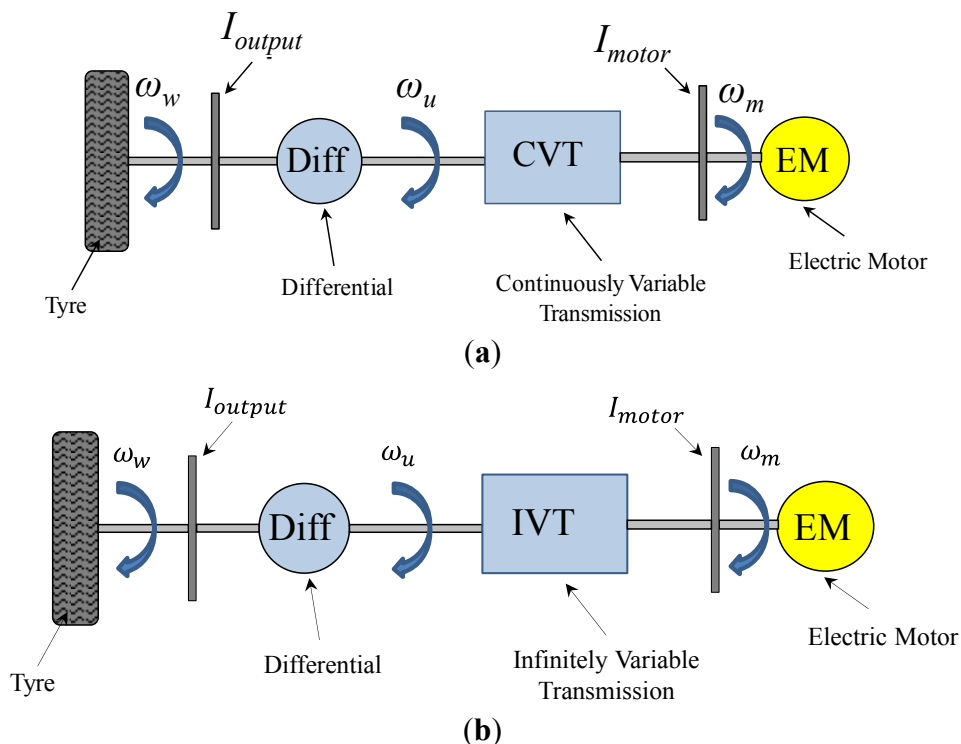 I_output
I_motor
ω_w
ω_u
ω_m
Diff
CVT
EM
Tyre
Differential
Continuously Variable
Transmission
Electric Motor
(a)
I_output
I_motor
ω_w
ω_u
ω_m
Diff
IVT
EM
Tyre
Differential
Infinitely Variable
Transmission
Electric Motor
(b)